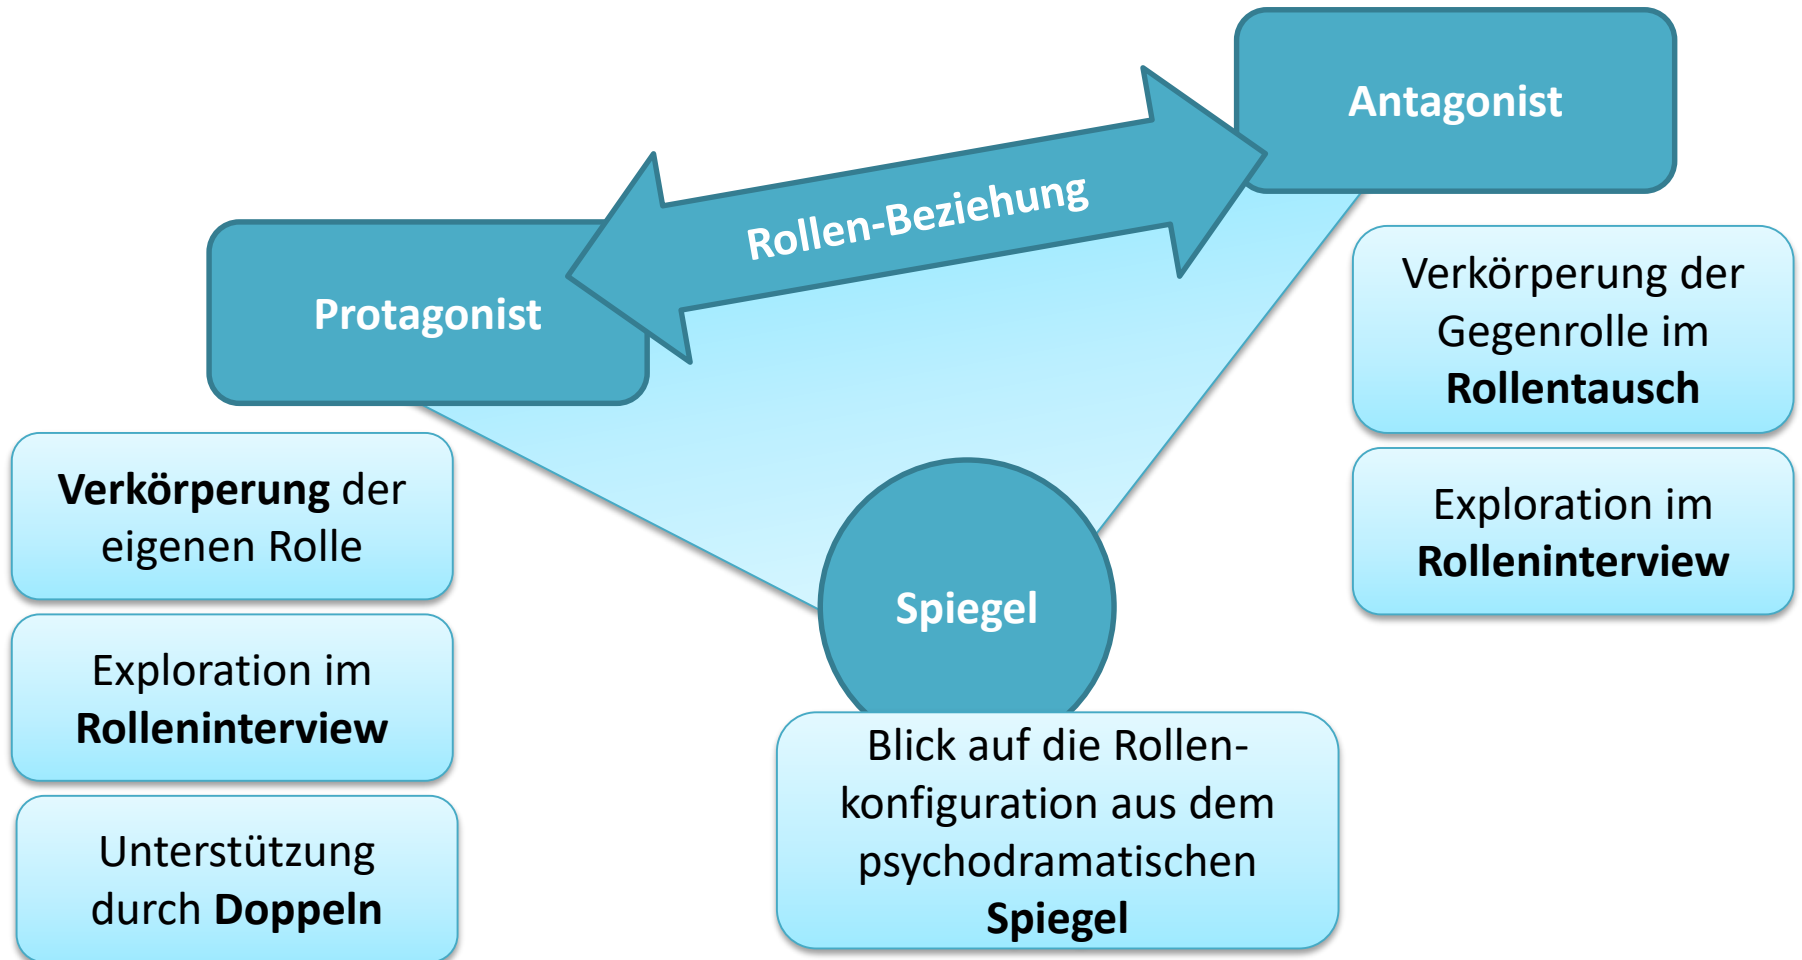 Antagonist
Rollen-Beziehung
Protagonist
Verkörperung der
Gegenrolle im
Rollentausch
Exploration im
Rolleninterview
Verkörperung der
eigenen Rolle
Exploration im
Rolleninterview
Unterstützung
durch Doppeln
Spiegel
Blick auf die Rollen-
konfiguration aus dem
psychodramatischen
Spiegel